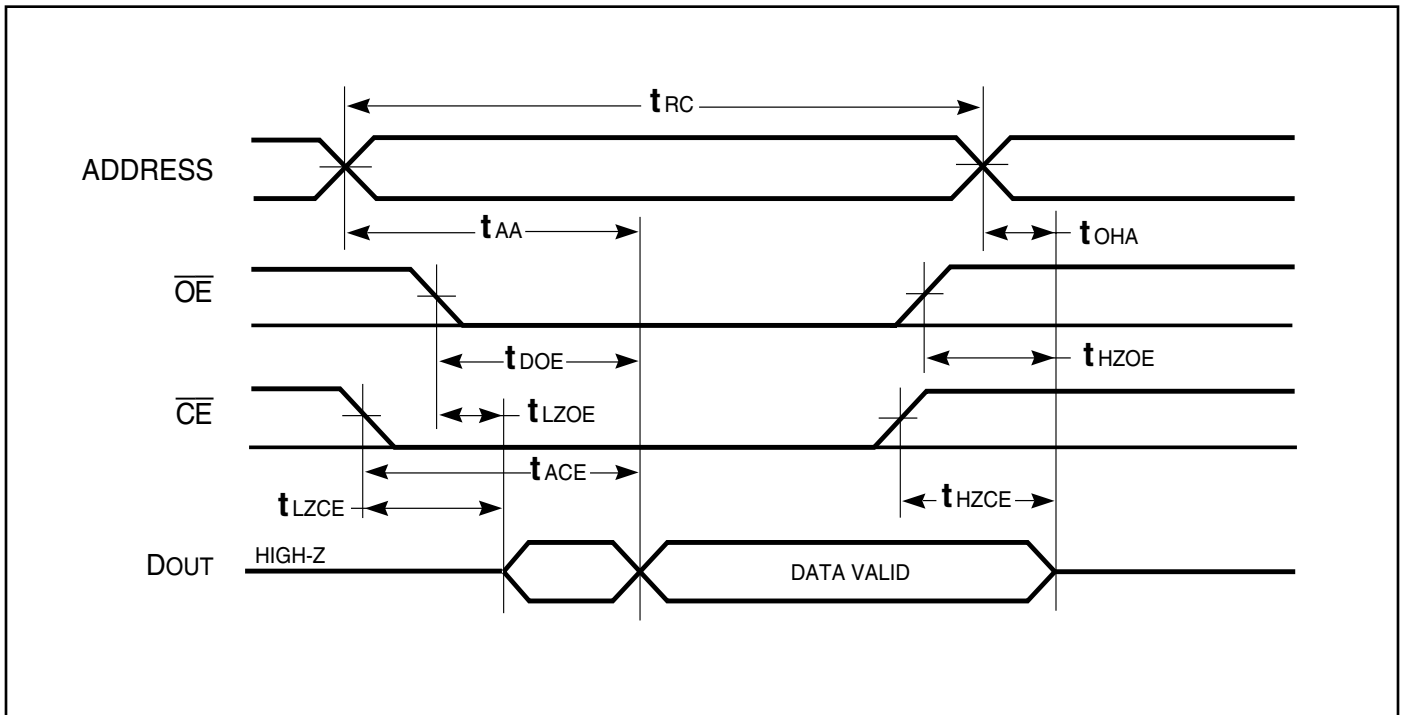 tRC
ADDRESS
tAA
tOHA
OE
tDOE
tHZOE
CE
tLZOE
tACE
tLZCE
tHZCE
DOUT
HIGH-Z
DATA VALID